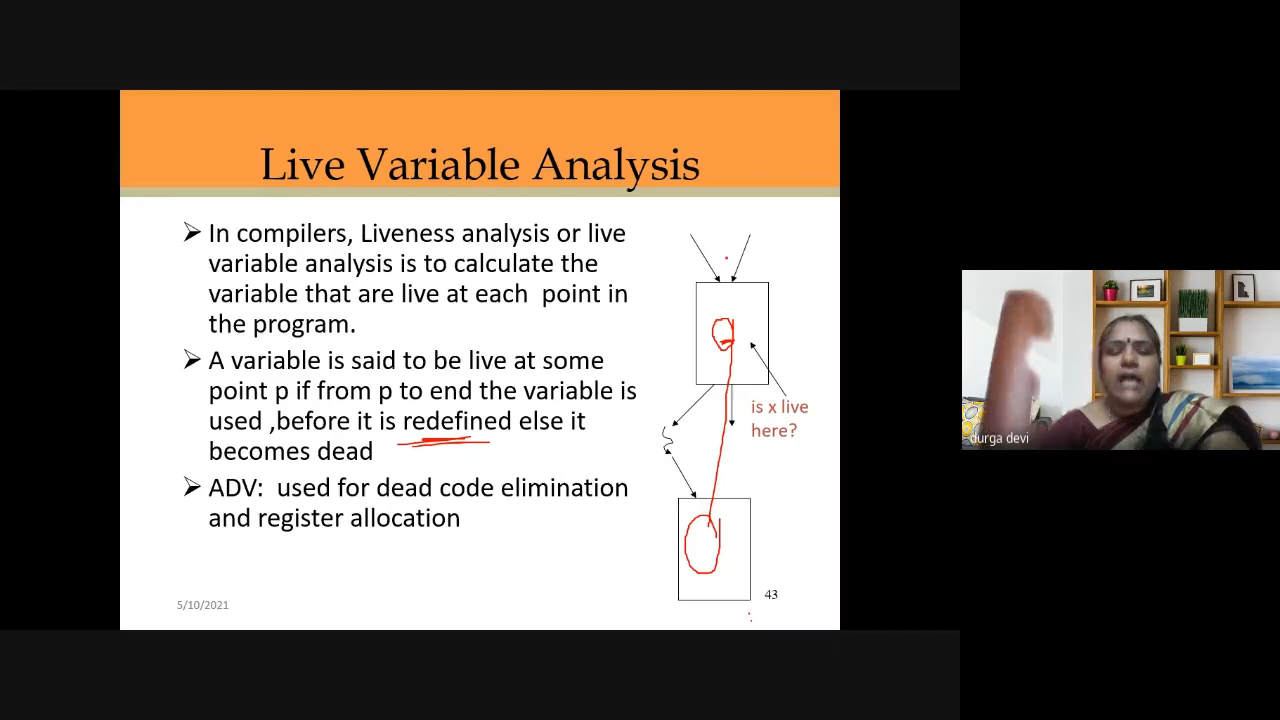 Live Variable Analysis
➢ In compilers, Liveness analysis or live
variable analysis is to calculate the
variable that are live at each point in
the program.
➢ A variable is said to be live at some
point p if from p to end the variable is
used ,before it is redefined else it
becomes dead
➢ ADV: used for dead code elimination
and register allocation
is x live
here?
5/10/2021
43
durga devi